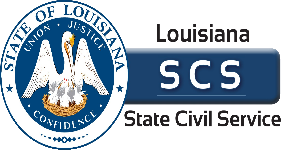 STATE OF LOUISIANA
UNION · JUSTICE
CONFIDENCE
Louisiana
SCS
State Civil Service